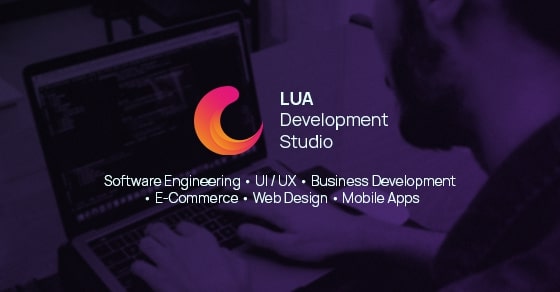 LUA
Development
Studio
Software Engineering • UI / UX • Business Development
• E-Commerce • Web Design • Mobile Apps